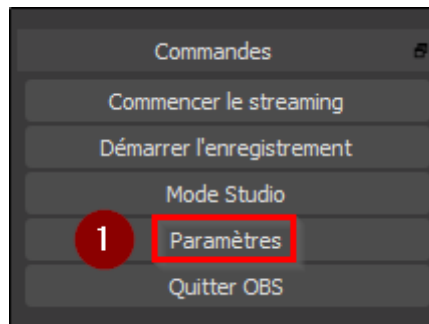 Commandes
Commencer le streaming
Démarrer l'enregistrement
Mode Studio
1 Paramètres
Quitter OBS